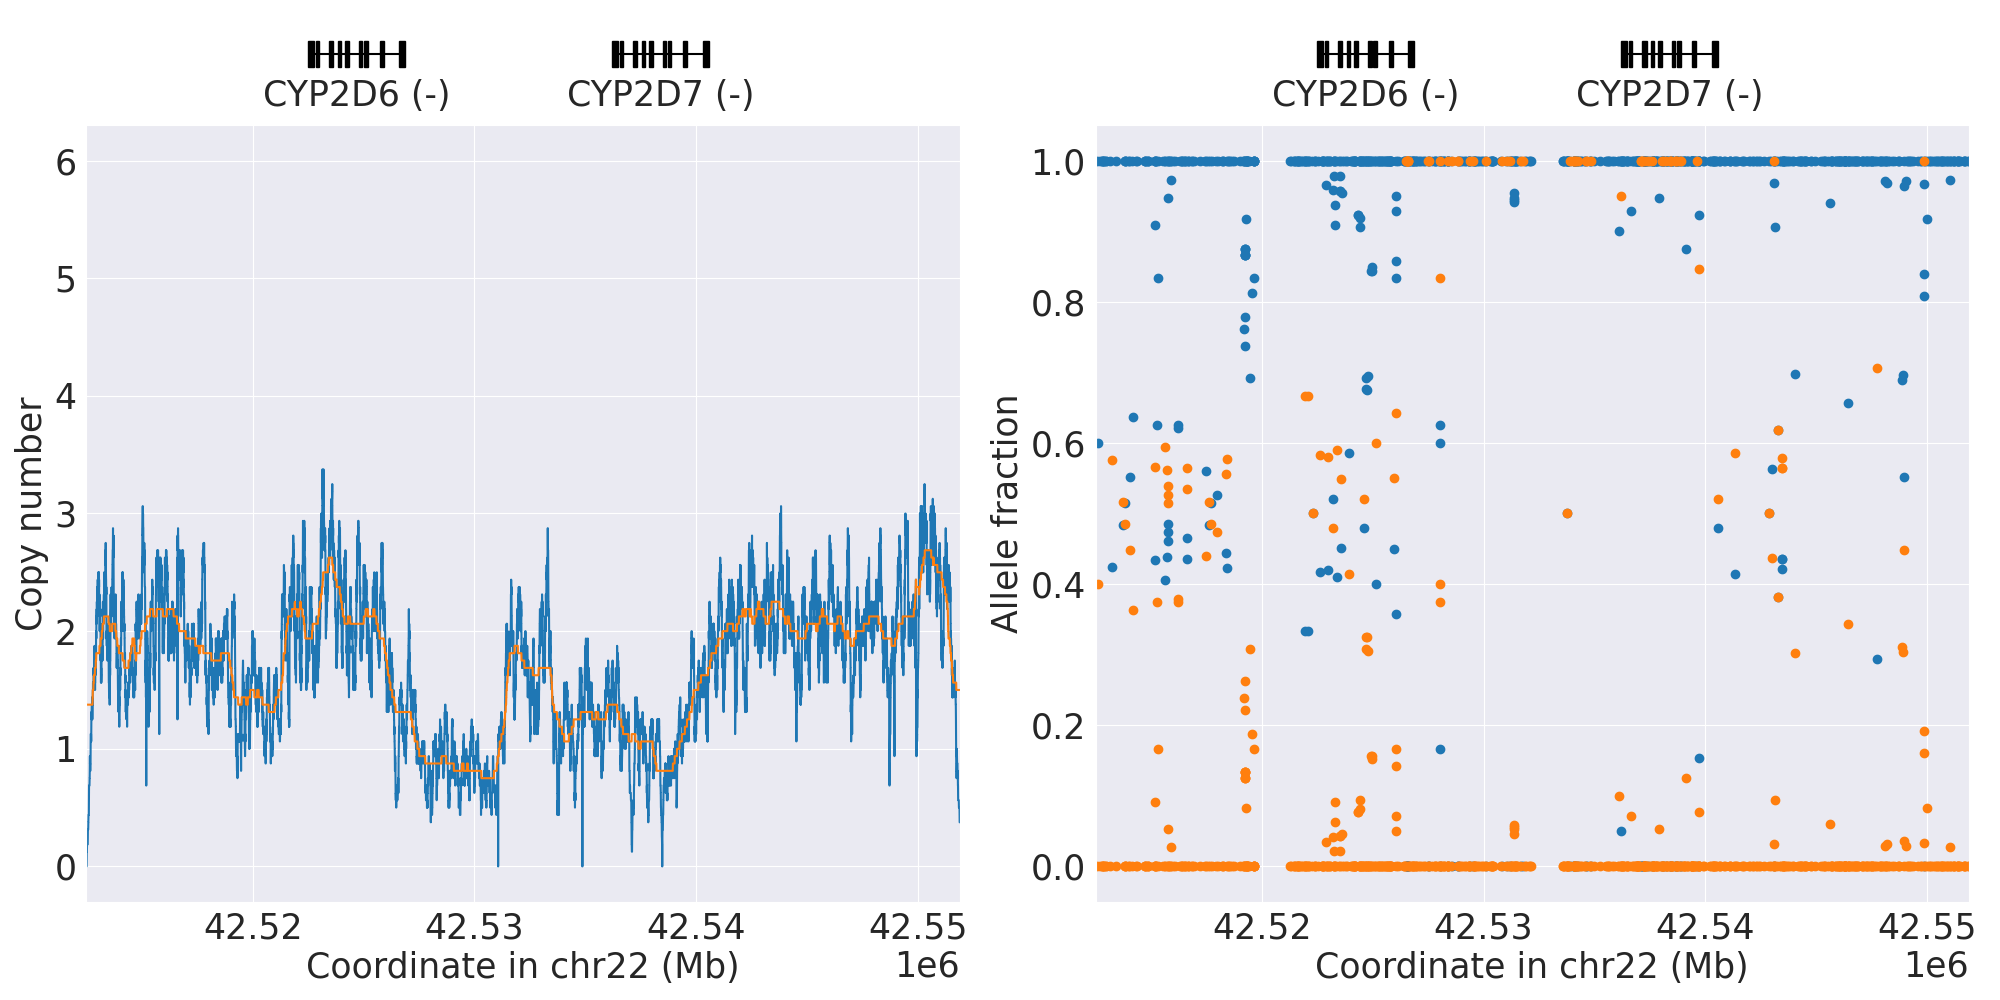 CYP2D6 (-)
CYP2D7 (-)
CYP2D6 (-)
CYP2D7 (-)
6
5
4
3
2
1
0
Copy number
42.52
42.53
42.54
42.55
Coordinate in chr22 (Mb)
1e6
1.0
0.8
0.6
0.4
0.2
0.0
Allele fraction
42.52
42.53
42.54
42.55
Coordinate in chr22 (Mb)
1e6